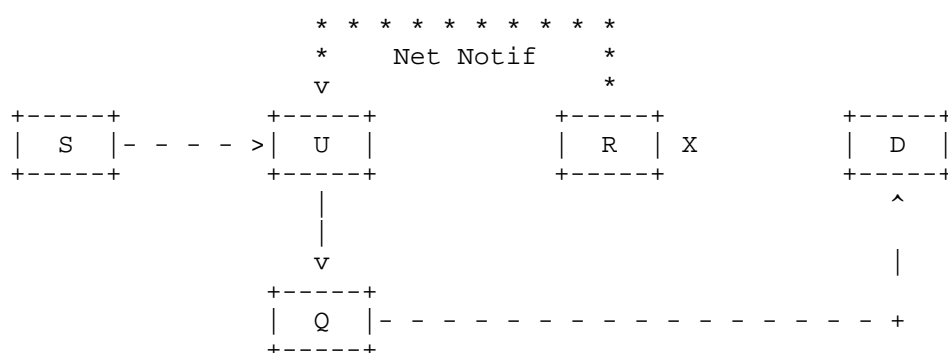 * * * * * * * * * *
* Net Notif *
v *
+-----+ +-----+ +-----+ +-----+
| S |- - - - >| U | | R | X | D |
+-----+ +-----+ +-----+ +-----+
| ^
|
v |
+-----+ 
| Q |- - - - - - - - - - - - - - - - +
+-----+